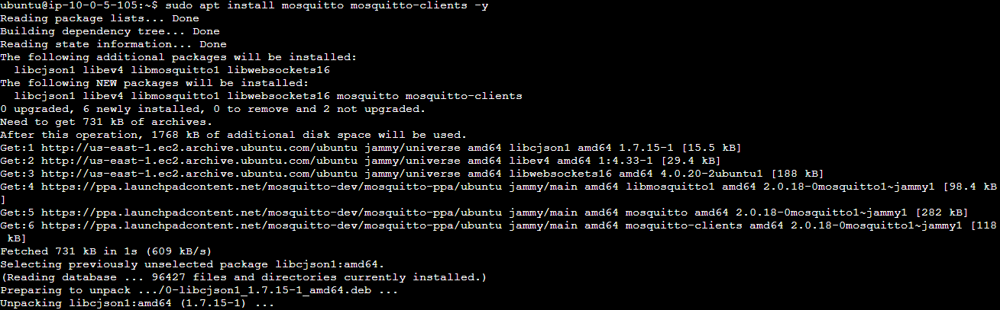 ubuntu@ip-10-0-5-105:~$ sudo apt install mosquitto mosquitto-clients -y
Reading package lists... Done
Building dependency tree... Done
Reading state information... Done
The following additional packages will be installed:
  libcjson1 libev4 libmosquitto1 libwebsockets16
The following NEW packages will be installed:
  libcjson1 libev4 libmosquitto1 libwebsockets16 mosquitto mosquitto-clients
0 upgraded, 6 newly installed, 0 to remove and 2 not upgraded.
Need to get 731 kB of archives.
After this operation, 1768 kB of additional disk space will be used.
Get:1 http://us-east-1.ec2.archive.ubuntu.com/ubuntu jammy/universe amd64 libcjson1 amd64 1.7.15-1 [15.5 kB]
Get:2 http://us-east-1.ec2.archive.ubuntu.com/ubuntu jammy/universe amd64 libev4 amd64 1:4.33-1 [29.4 kB]
Get:3 http://us-east-1.ec2.archive.ubuntu.com/ubuntu jammy/universe amd64 libwebsockets16 amd64 4.0.20-2ubuntu1 [188 kB]
Get:4 https://ppa.launchpadcontent.net/mosquitto-dev/mosquitto-ppa/ubuntu jammy/main amd64 libmosquitto1 amd64 2.0.18-0mosquitto1~jammy1 [98.4 kB
]
Get:5 https://ppa.launchpadcontent.net/mosquitto-dev/mosquitto-ppa/ubuntu jammy/main amd64 mosquitto amd64 2.0.18-0mosquitto1~jammy1 [282 kB]
Get:6 https://ppa.launchpadcontent.net/mosquitto-dev/mosquitto-ppa/ubuntu jammy/main amd64 mosquitto-clients amd64 2.0.18-0mosquitto1~jammy1 [118
 kB]
Fetched 731 kB in 1s (609 kB/s)
Selecting previously unselected package libcjson1:amd64.
(Reading database ... 96427 files and directories currently installed.)
Preparing to unpack .../0-libcjson1_1.7.15-1_amd64.deb ...
Unpacking libcjson1:amd64 (1.7.15-1) ...